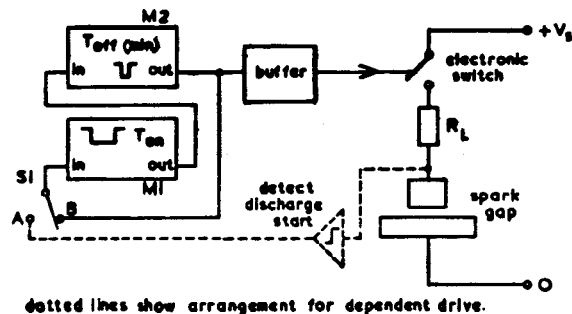 M2
Toff (min)
in out
buffer
+Vs
electronic
switch
Ton
in out
M1
S1
A B
RL
detect
discharge
start
spark
gap
O
dotted lines show arrangement for dependent drive.